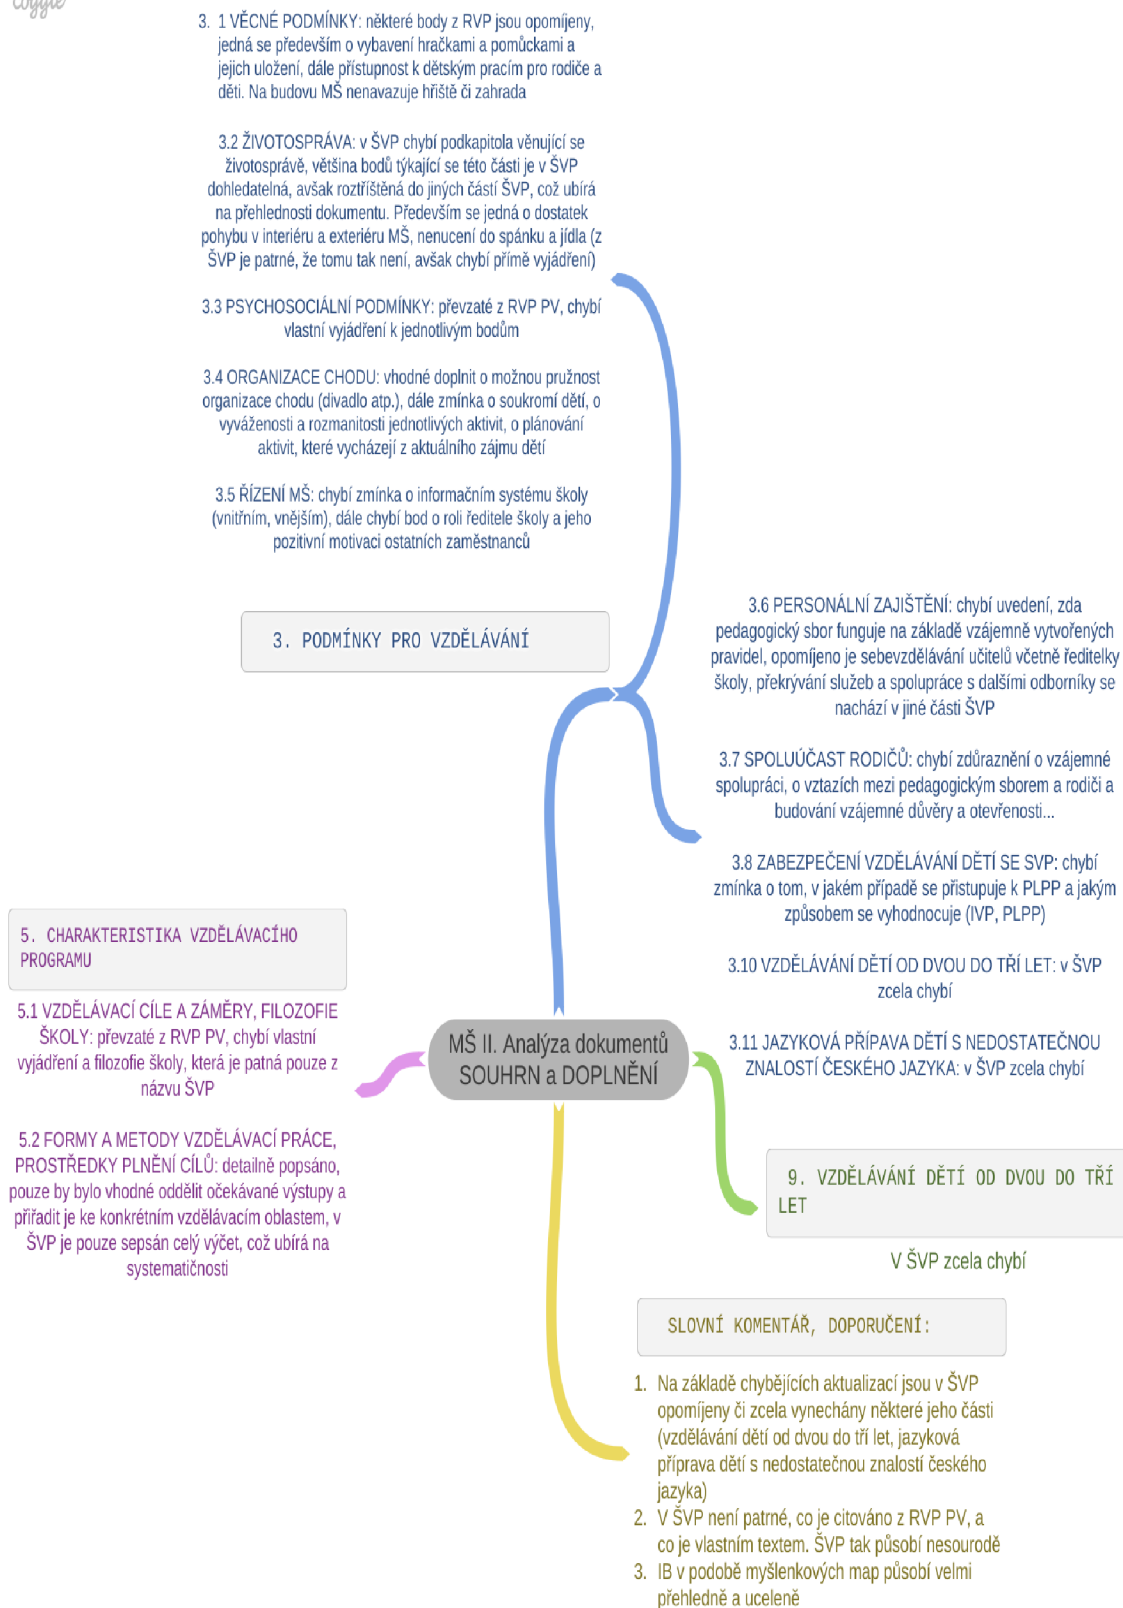 coggle
3. 1 VĚCNÉ PODMÍNKY: některé body z RVP jsou opomíjeny,
jedná se především o vybavení hračkami a pomůckami a
jejich uložení, dále přístupnost k dětským pracím pro rodiče a
děti. Na budovu MŠ nenavazuje hřiště či zahrada
3.2 ŽIVOTOSPRÁVA: v ŠVP chybí podkapitola věnující se
životosprávě, většina bodů týkající se této části je v ŠVP
dohledatelná, avšak roztříštěná do jiných částí ŠVP, což ubírá
na přehlednosti dokumentu. Především se jedná o dostatek
pohybu v interiéru a exteriéru MŠ, nenucení do spánku a jídla (z
ŠVP je patrné, že tomu tak není, avšak chybí přímě vyjádření)
3.3 PSYCHOSOCIÁLNÍ PODMÍNKY: převzaté z RVP PV, chybí
vlastní vyjádření k jednotlivým bodům
3.4 ORGANIZACE CHODU: vhodné doplnit o možnou pružnost
organizace chodu (divadlo atp.), dále zmínka o soukromí dětí, o
vyváženosti a rozmanitosti jednotlivých aktivit, o plánování
aktivit, které vycházejí z aktuálního zájmu dětí
3.5 ŘÍZENÍ MŠ: chybí zmínka o informačním systému školy
(vnitřním, vnějším), dále chybí bod o roli ředitele školy a jeho
pozitivní motivaci ostatních zaměstnanců
3. PODMÍNKY PRO VZDĚLÁVÁNÍ
3.6 PERSONÁLNÍ ZAJIŠTĚNÍ: chybí uvedení, zda
pedagogický sbor funguje na základě vzájemně vytvořených
pravidel, opomíjeno je sebevzdělávání učitelů včetně ředitelky
školy, překrývání služeb a spolupráce s dalšími odborníky se
nachází v jiné části ŠVP
3.7 SPOLUÚČAST RODIČŮ: chybí zdůraznění o vzájemné
spolupráci, o vztazích mezi pedagogickým sborem a rodiči a
budování vzájemné důvěry a otevřenosti...
3.8 ZABEZPEČENÍ VZDĚLÁVÁNÍ DĚTÍ SE SVP: chybí
zmínka o tom, v jakém případě se přistupuje k PLPP a jakým
způsobem se vyhodnocuje (IVP, PLPP)
3.10 VZDĚLÁVÁNÍ DĚTÍ OD DVOU DO TŘÍ LET: v ŠVP
zcela chybí
3.11 JAZYKOVÁ PŘÍPAVA DĚTÍ S NEDOSTATEČNOU
ZNALOSTÍ ČESKÉHO JAZYKA: v ŠVP zcela chybí
5. CHARAKTERISTIKA VZDĚLÁVACÍHO
PROGRAMU
5.1 VZDĚLÁVACÍ CÍLE A ZÁMĚRY, FILOZOFIE
ŠKOLY: převzaté z RVP PV, chybí vlastní
vyjádření a filozofie školy, která je patná pouze z
názvu ŠVP
5.2 FORMY A METODY VZDĚLÁVACÍ PRÁCE,
PROSTŘEDKY PLNĚNÍ CÍLŮ: detailně popsáno,
pouze by bylo vhodné oddělit očekávané výstupy a
přiřadit je ke konkrétním vzdělávacím oblastem, v
ŠVP je pouze sepsán celý výčet, což ubírá na
systematičnosti
MŠ II. Analýza dokumentů
SOUHRN a DOPLNĚNÍ
9. VZDĚLÁVÁNÍ DĚTÍ OD DVOU DO TŘÍ
LET
V ŠVP zcela chybí
SLOVNÍ KOMENTÁŘ, DOPORUČENÍ:
1. Na základě chybějících aktualizací jsou v ŠVP
opomíjeny či zcela vynechány některé jeho části
(vzdělávání dětí od dvou do tří let, jazyková
příprava dětí s nedostatečnou znalostí českého
jazyka)
2. V ŠVP není patrné, co je citováno z RVP PV, a
co je vlastním textem. ŠVP tak působí nesourodě
3. IB v podobě myšlenkových map působí velmi
přehledně a uceleně